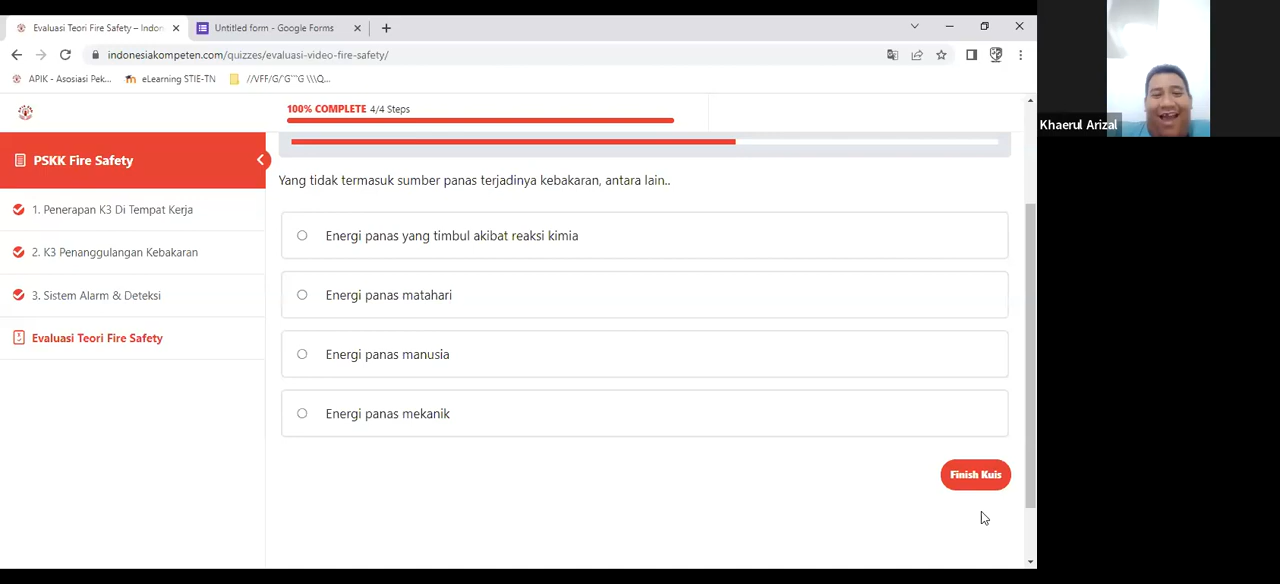 Evaluasi Teori Fire Safety – Indon
Untitled form - Google Forms
indonesiakompeten.com/quizzes/evaluasi-video-fire-safety/
APIK - Asosiasi Pek...
eLearning STIE-TN
//VFF/G/G```G \\\Q...
100% COMPLETE 4/4 Steps
PSKK Fire Safety
1. Penerapan K3 Di Tempat Kerja
2. K3 Penanggulangan Kebakaran
3. Sistem Alarm & Deteksi
Evaluasi Teori Fire Safety
Yang tidak termasuk sumber panas terjadinya kebakaran, antara lain..
Energi panas yang timbul akibat reaksi kimia
Energi panas matahari
Energi panas manusia
Energi panas mekanik
Finish Kuis
Khaerul Arizal